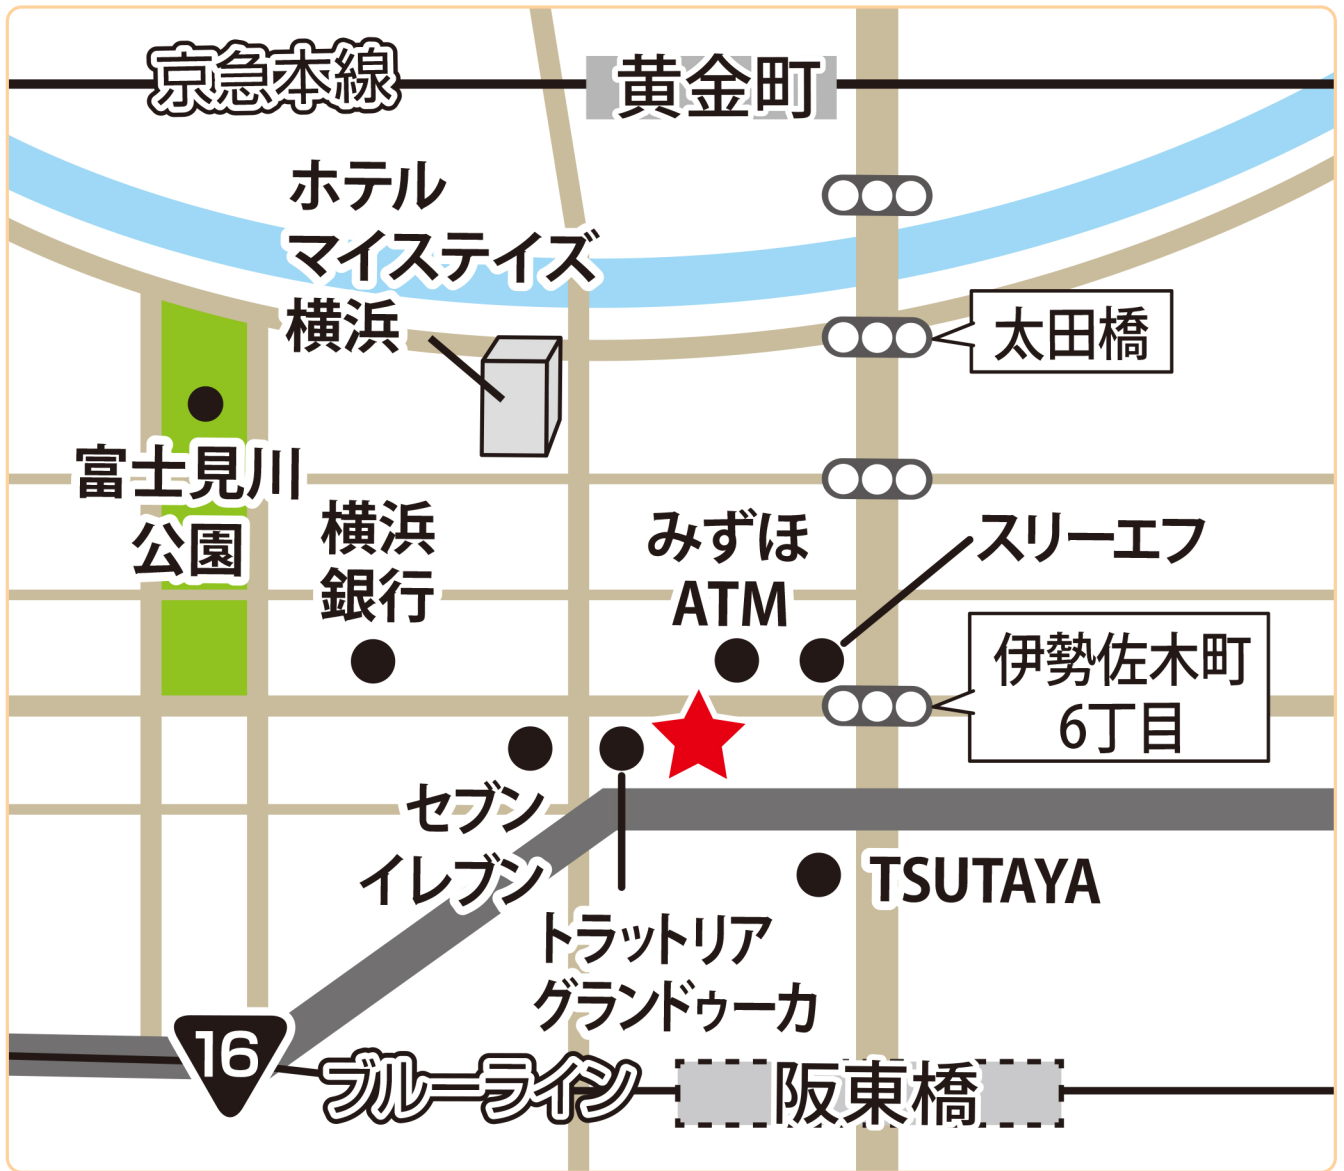 京急本線
黄金町
ホテル
マイステイズ
横浜
太田橋
富士見川
公園
横浜
銀行
みずほ
ATM
スリーエフ
伊勢佐木町
6丁目
セブン
イレブン
TSUTAYA
トラットリア
グランドゥーカ
16
ブルーライン
阪東橋